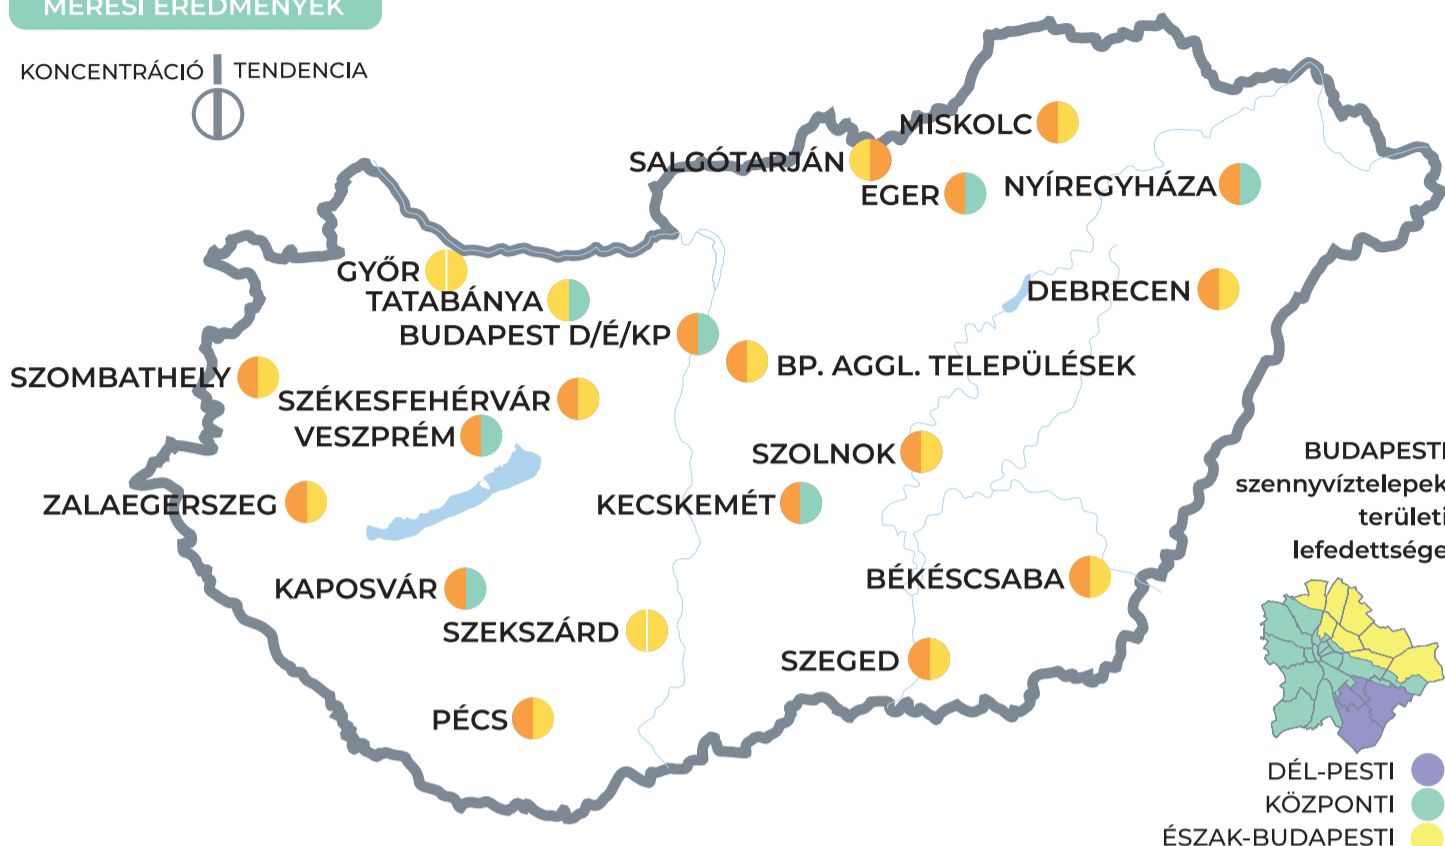 MÉRÉSI EREDMÉNYEK
KONCENTRÁCIÓ TENDENCIA
MISKOLC
SALGÓTARJÁN
EGER
NYÍREGYHÁZA
GYŐR
TATABÁNYA
DEBRECEN
BUDAPEST D/É/KP
BP. AGGL. TELEPÜLÉSEK
SZOMBATHELY
SZÉKESFEHÉRVÁR
VESZPRÉM
SZOLNOK
ZALAEGERSZEG
KECSKEMÉT
BÉKÉSCSABA
KAPOSVÁR
SZEKSZÁRD
SZEGED
PÉCS
BUDAPESTI
szennyvíztelepek
területi
lefedettsége
DÉL-PESTI
KÖZPONTI
ÉSZAK-BUDAPESTI